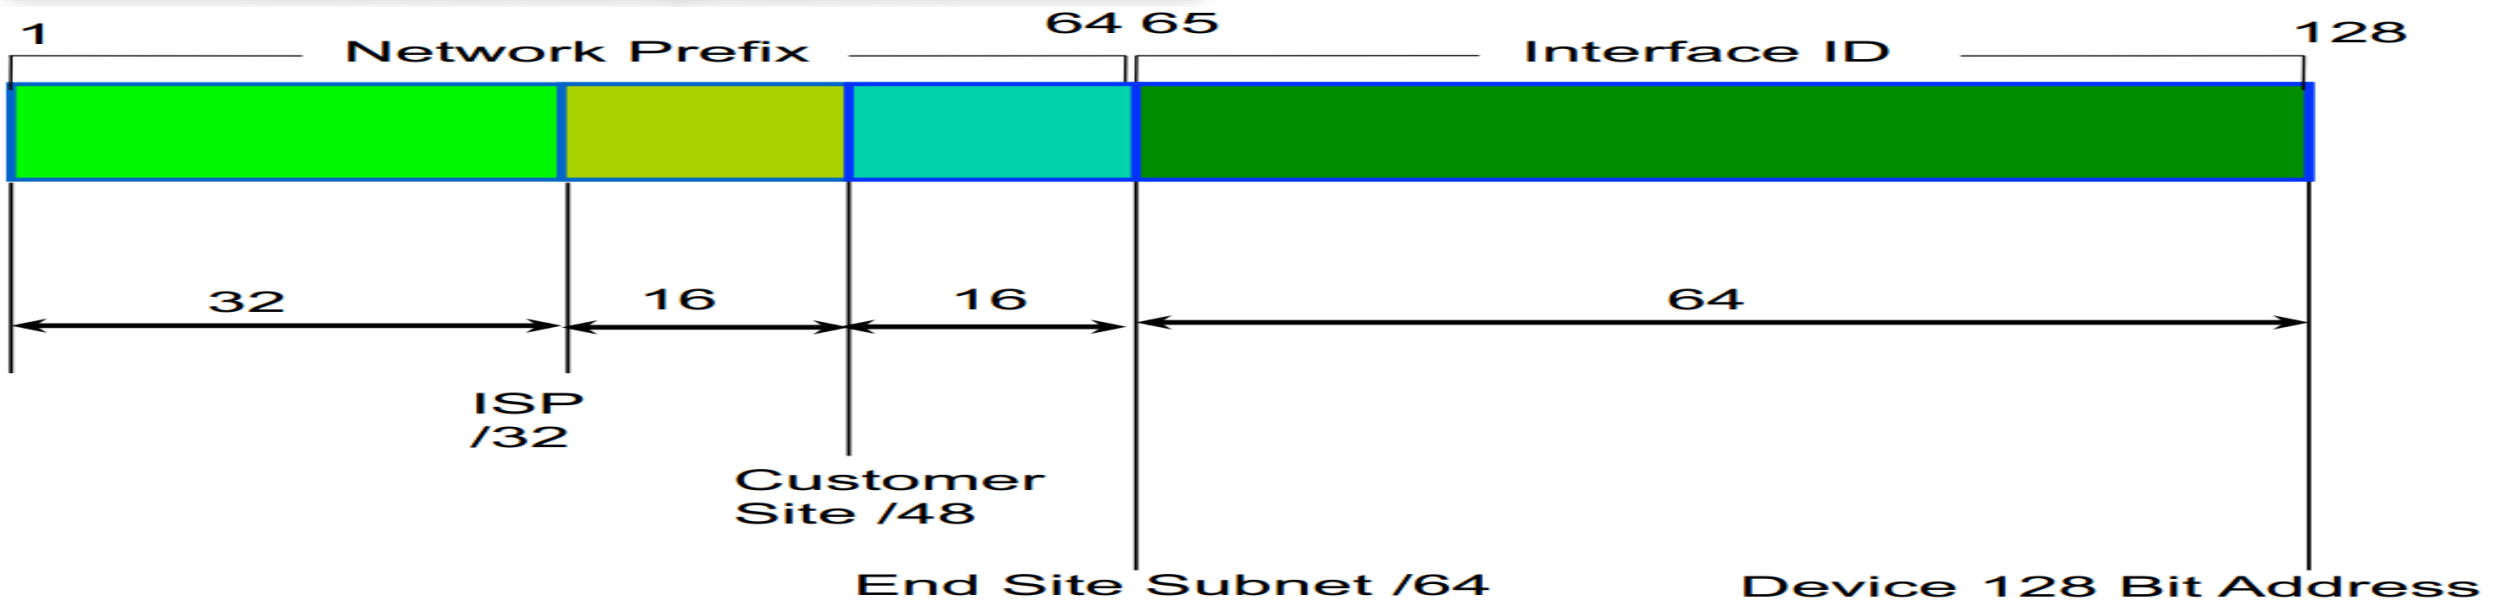 1
Network Prefix
64 65
Interface ID
128
32
16
16
64
ISP
/32
Customer
Site /48
End Site Subnet /64
Device 128 Bit Address